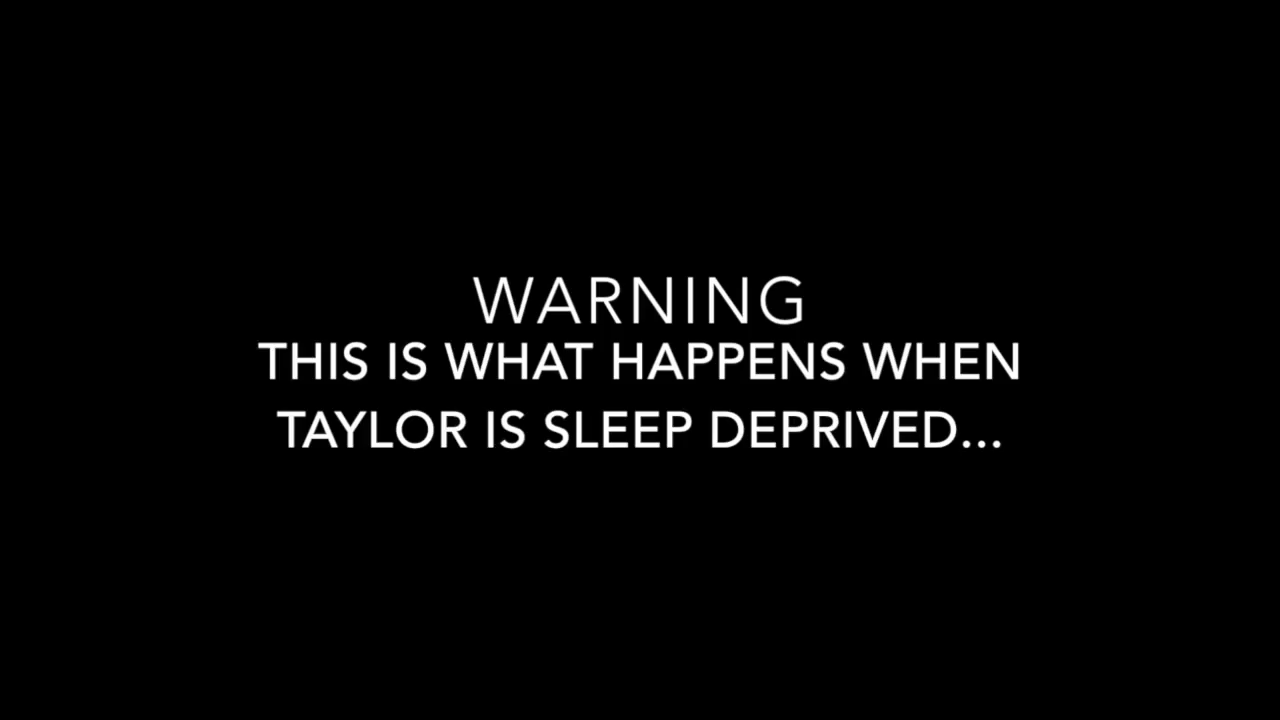 WARNING
THIS IS WHAT HAPPENS WHEN
TAYLOR IS SLEEP DEPRIVED...